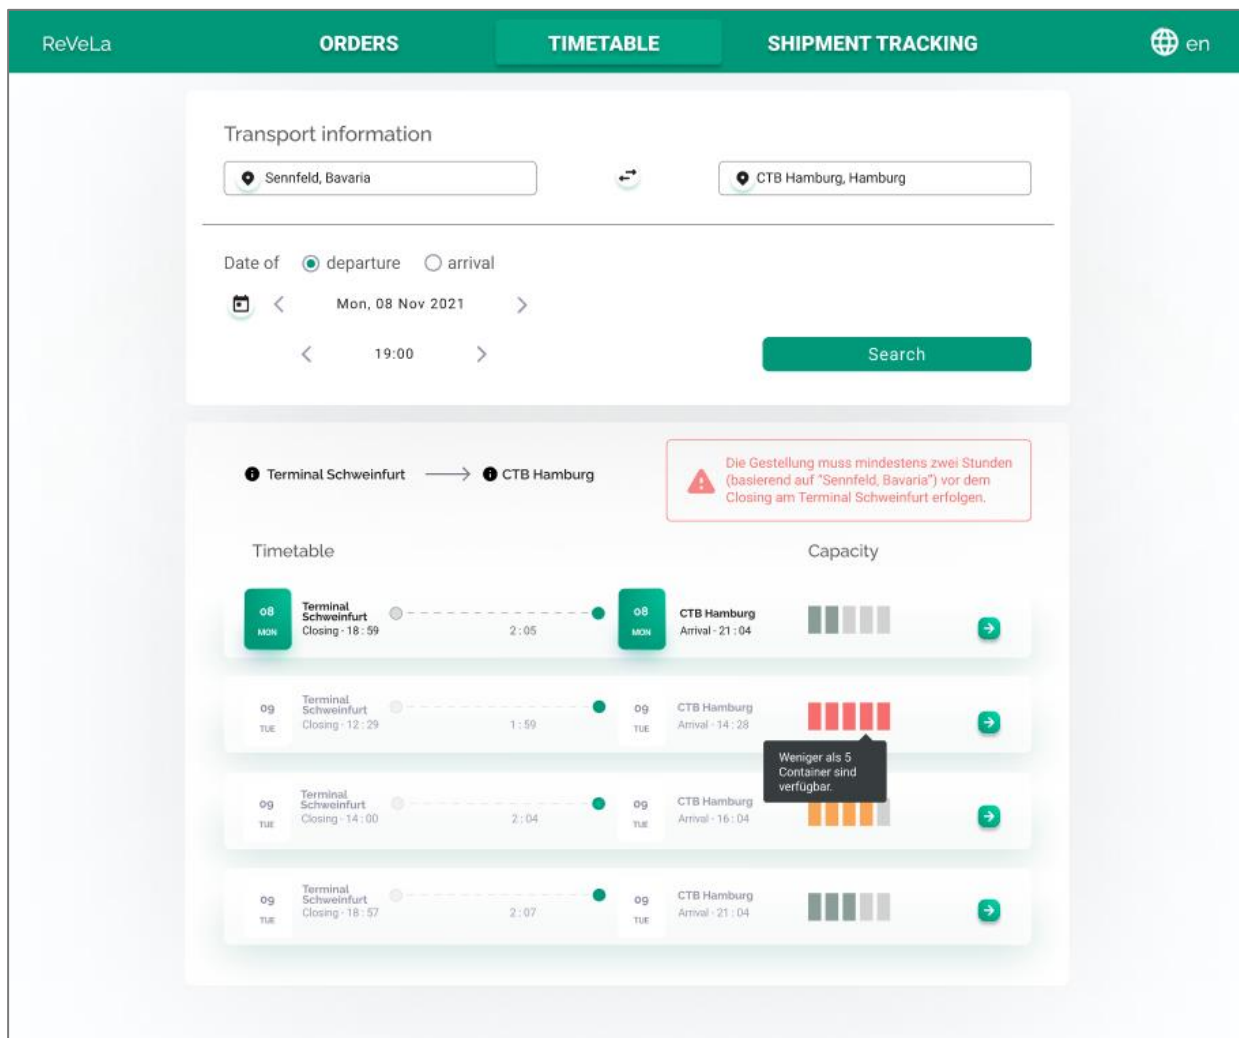 ReVeLa
ORDERS
TIMETABLE
SHIPMENT TRACKING
en
Transport information
Sennfeld, Bavaria
CTB Hamburg, Hamburg
Date of
departure
arrival
Mon, 08 Nov 2021
19:00
Search
Terminal Schweinfurt
CTB Hamburg
Die Gestellung muss mindestens zwei Stunden
(basierend auf "Sennfeld, Bavaria") vor dem
Closing am Terminal Schweinfurt erfolgen.
Timetable
Capacity
08
MON
Terminal
Schweinfurt
Closing - 18 : 59
2 : 05
08
MON
CTB Hamburg
Arrival - 21 : 04
09
TUE
Terminal
Schweinfurt
Closing - 12 : 29
1 : 59
09
TUE
CTB Hamburg
Arrival - 14 : 28
Weniger als 5
Container sind
verfügbar.
09
TUE
Terminal
Schweinfurt
Closing - 14 : 00
2 : 04
09
TUE
CTB Hamburg
Arrival - 16 : 04
09
TUE
Terminal
Schweinfurt
Closing - 18 : 57
2 : 07
09
TUE
CTB Hamburg
Arrival - 21 : 04